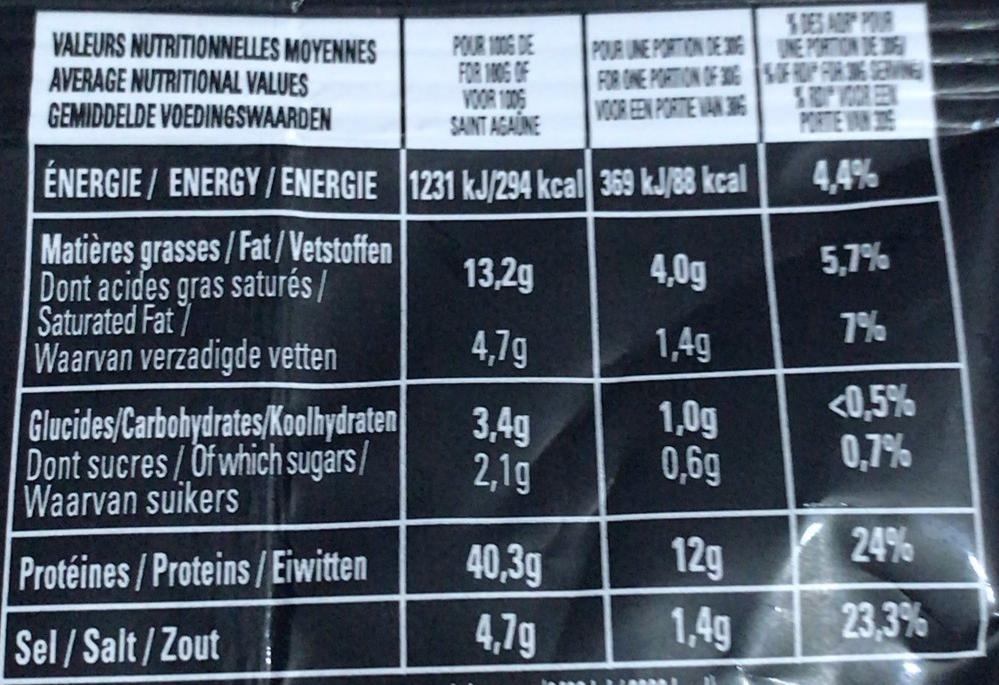 VALEURS NUTRITIONNELLES MOYENNES
AVERAGE NUTRITIONAL VALUES
GEMIDDELDE VOEDINGSWAARDEN
POUR 100G DE
FOR 100G OF
VOOR 100G
SAINT AGAÛNE
POUR UNE PORTION DE 30G
FOR ONE PORTION OF 30G
VOOR EEN PORTIE VAN 30G
% DES AQR* POUR
UNE PORTION DE 30G/
% OF RDI* FOR 30G SERVING/
% RDI* VOOR EEN
PORTIE VAN 30G
ÉNERGIE / ENERGY / ENERGIE 1231 kJ/294 kcal 369 kJ/88 kcal 4,4%
Matières grasses / Fat / Vetstoffen 13,2g 4,0g 5,7%
Dont acides gras saturés /
Saturated Fat /
Waarvan verzadigde vetten 4,7g 1,4g 7%
Glucides/Carbohydrates/Koolhydraten 3,4g 1,0g <0,5%
Dont sucres / Of which sugars / 2,1g 0,6g 0,7%
Waarvan suikers
Protéines / Proteins / Eiwitten 40,3g 12g 24%
Sel / Salt / Zout 4,7g 1,4g 23,3%